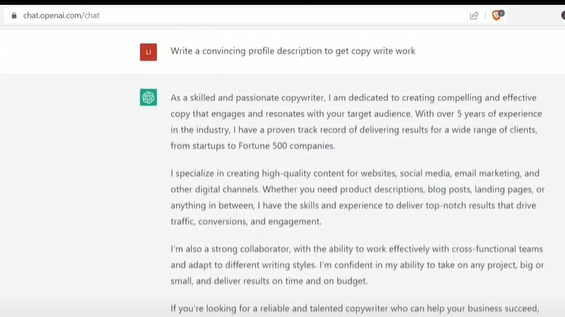 chat.openai.com/chat
LI
Write a convincing profile description to get copy write work
As a skilled and passionate copywriter, I am dedicated to creating compelling and effective
copy that engages and resonates with your target audience. With over 5 years of experience
in the industry, I have a proven track record of delivering results for a wide range of clients,
from startups to Fortune 500 companies.
I specialize in creating high-quality content for websites, social media, email marketing, and
other digital channels. Whether you need product descriptions, blog posts, landing pages, or
anything in between, I have the skills and experience to deliver top-notch results that drive
traffic, conversions, and engagement.
I'm also a strong collaborator, with the ability to work effectively with cross-functional teams
and adapt to different writing styles. I'm confident in my ability to take on any project, big or
small, and deliver results on time and on budget.
If you're looking for a reliable and talented copywriter who can help your business succeed,